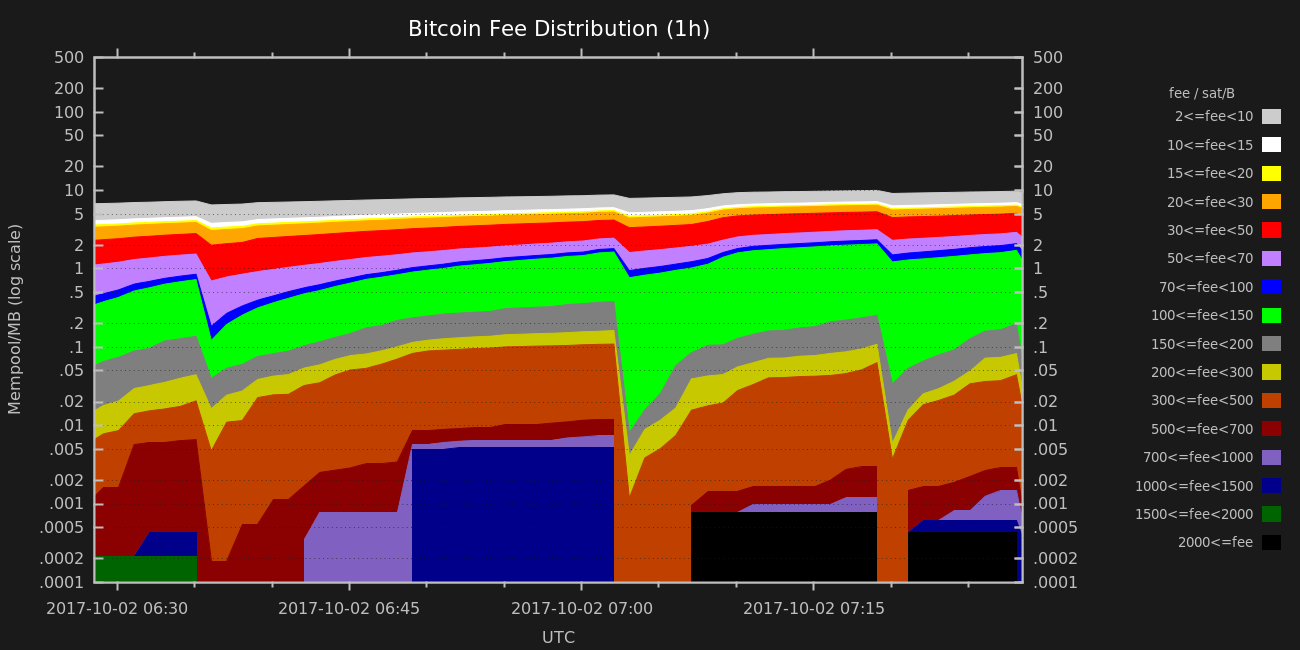 Bitcoin Fee Distribution (1h)
Mempool/MB (log scale)
500
200
100
50
20
10
5
2
1
.5
.2
.1
.05
.02
.01
.005
.002
.001
.0005
.0002
.0001
500
200
100
50
20
10
5
2
1
.5
.2
.1
.05
.02
.01
.005
.002
.001
.0005
.0002
.0001
2017-10-02 06:30 2017-10-02 06:45 2017-10-02 07:00 2017-10-02 07:15
UTC
fee / sat/B
2<=fee<10
10<=fee<15
15<=fee<20
20<=fee<30
30<=fee<50
50<=fee<70
70<=fee<100
100<=fee<150
150<=fee<200
200<=fee<300
300<=fee<500
500<=fee<700
700<=fee<1000
1000<=fee<1500
1500<=fee<2000
2000<=fee